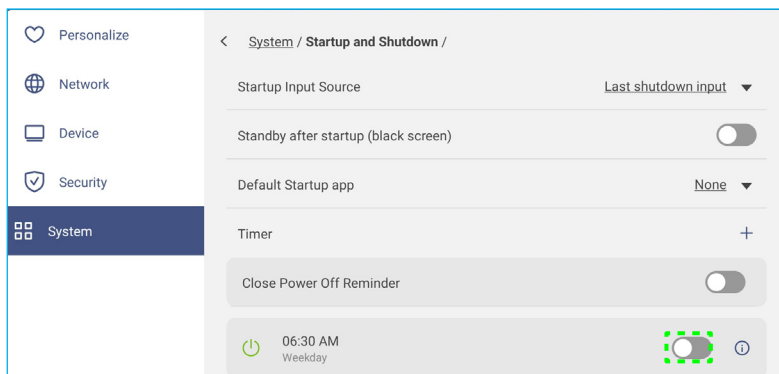 Personalize
Network
Device
Security
System
< System / Startup and Shutdown /
Startup Input Source Last shutdown input
Standby after startup (black screen)
Default Startup app None
Timer +
Close Power Off Reminder
06:30 AM
Weekday